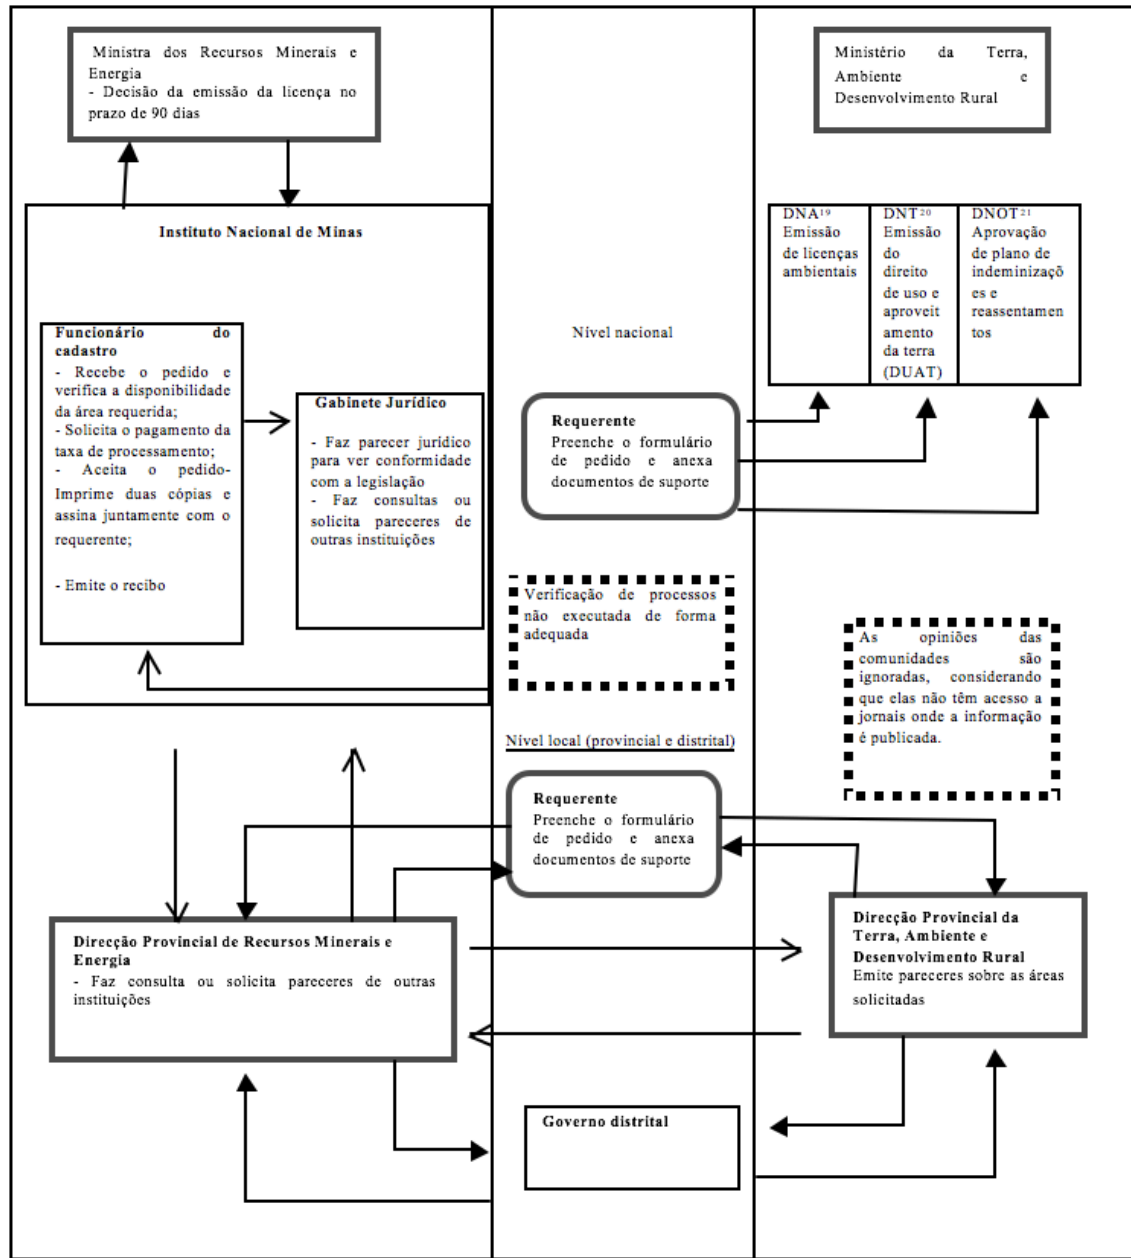 Ministra dos Recursos Minerais e
Energia
- Decisão da emissão da licença no
prazo de 90 dias
Ministério da Terra,
Ambiente e
Desenvolvimento Rural
Instituto Nacional de Minas
Funcionário do
cadastro
- Recebe o pedido e
verifica a disponibilidade
da área requerida;
- Solicita o pagamento da
taxa de processamento;
- Aceita o pedido-
Imprime duas cópias e
assina juntamente com o
requerente;
- Emite o recibo
Gabinete Jurídico
- Faz parecer jurídico
para ver conformidade
com a legislação
- Faz consultas ou
solicita pareceres de
outras instituições
Nível nacional
DNA19
Emissão
de licenças
ambientais
DNT20
Emissão
do
direito
de uso e
aproveit
amento
da terra
(DUAT)
DNOT21
Aprovação
de plano de
indeminizaçõ
es e
reassentamen
tos
Requerente
Preenche o formulário
de pedido e anexa
documentos de suporte
Verificação de processos
não executada de forma
adequada
As opiniões das
comunidades são
ignoradas, considerando
que elas não têm acesso a
jornais onde a informação
é publicada.
Nível local (provincial e distrital)
Requerente
Preenche o formulário
de pedido e anexa
documentos de suporte
Direcção Provincial de Recursos Minerais e
Energia
- Faz consulta ou solicita pareceres de outras
instituições
Direcção Provincial da
Terra, Ambiente e
Desenvolvimento Rural
Emite pareceres sobre as áreas
solicitadas
Governo distrital